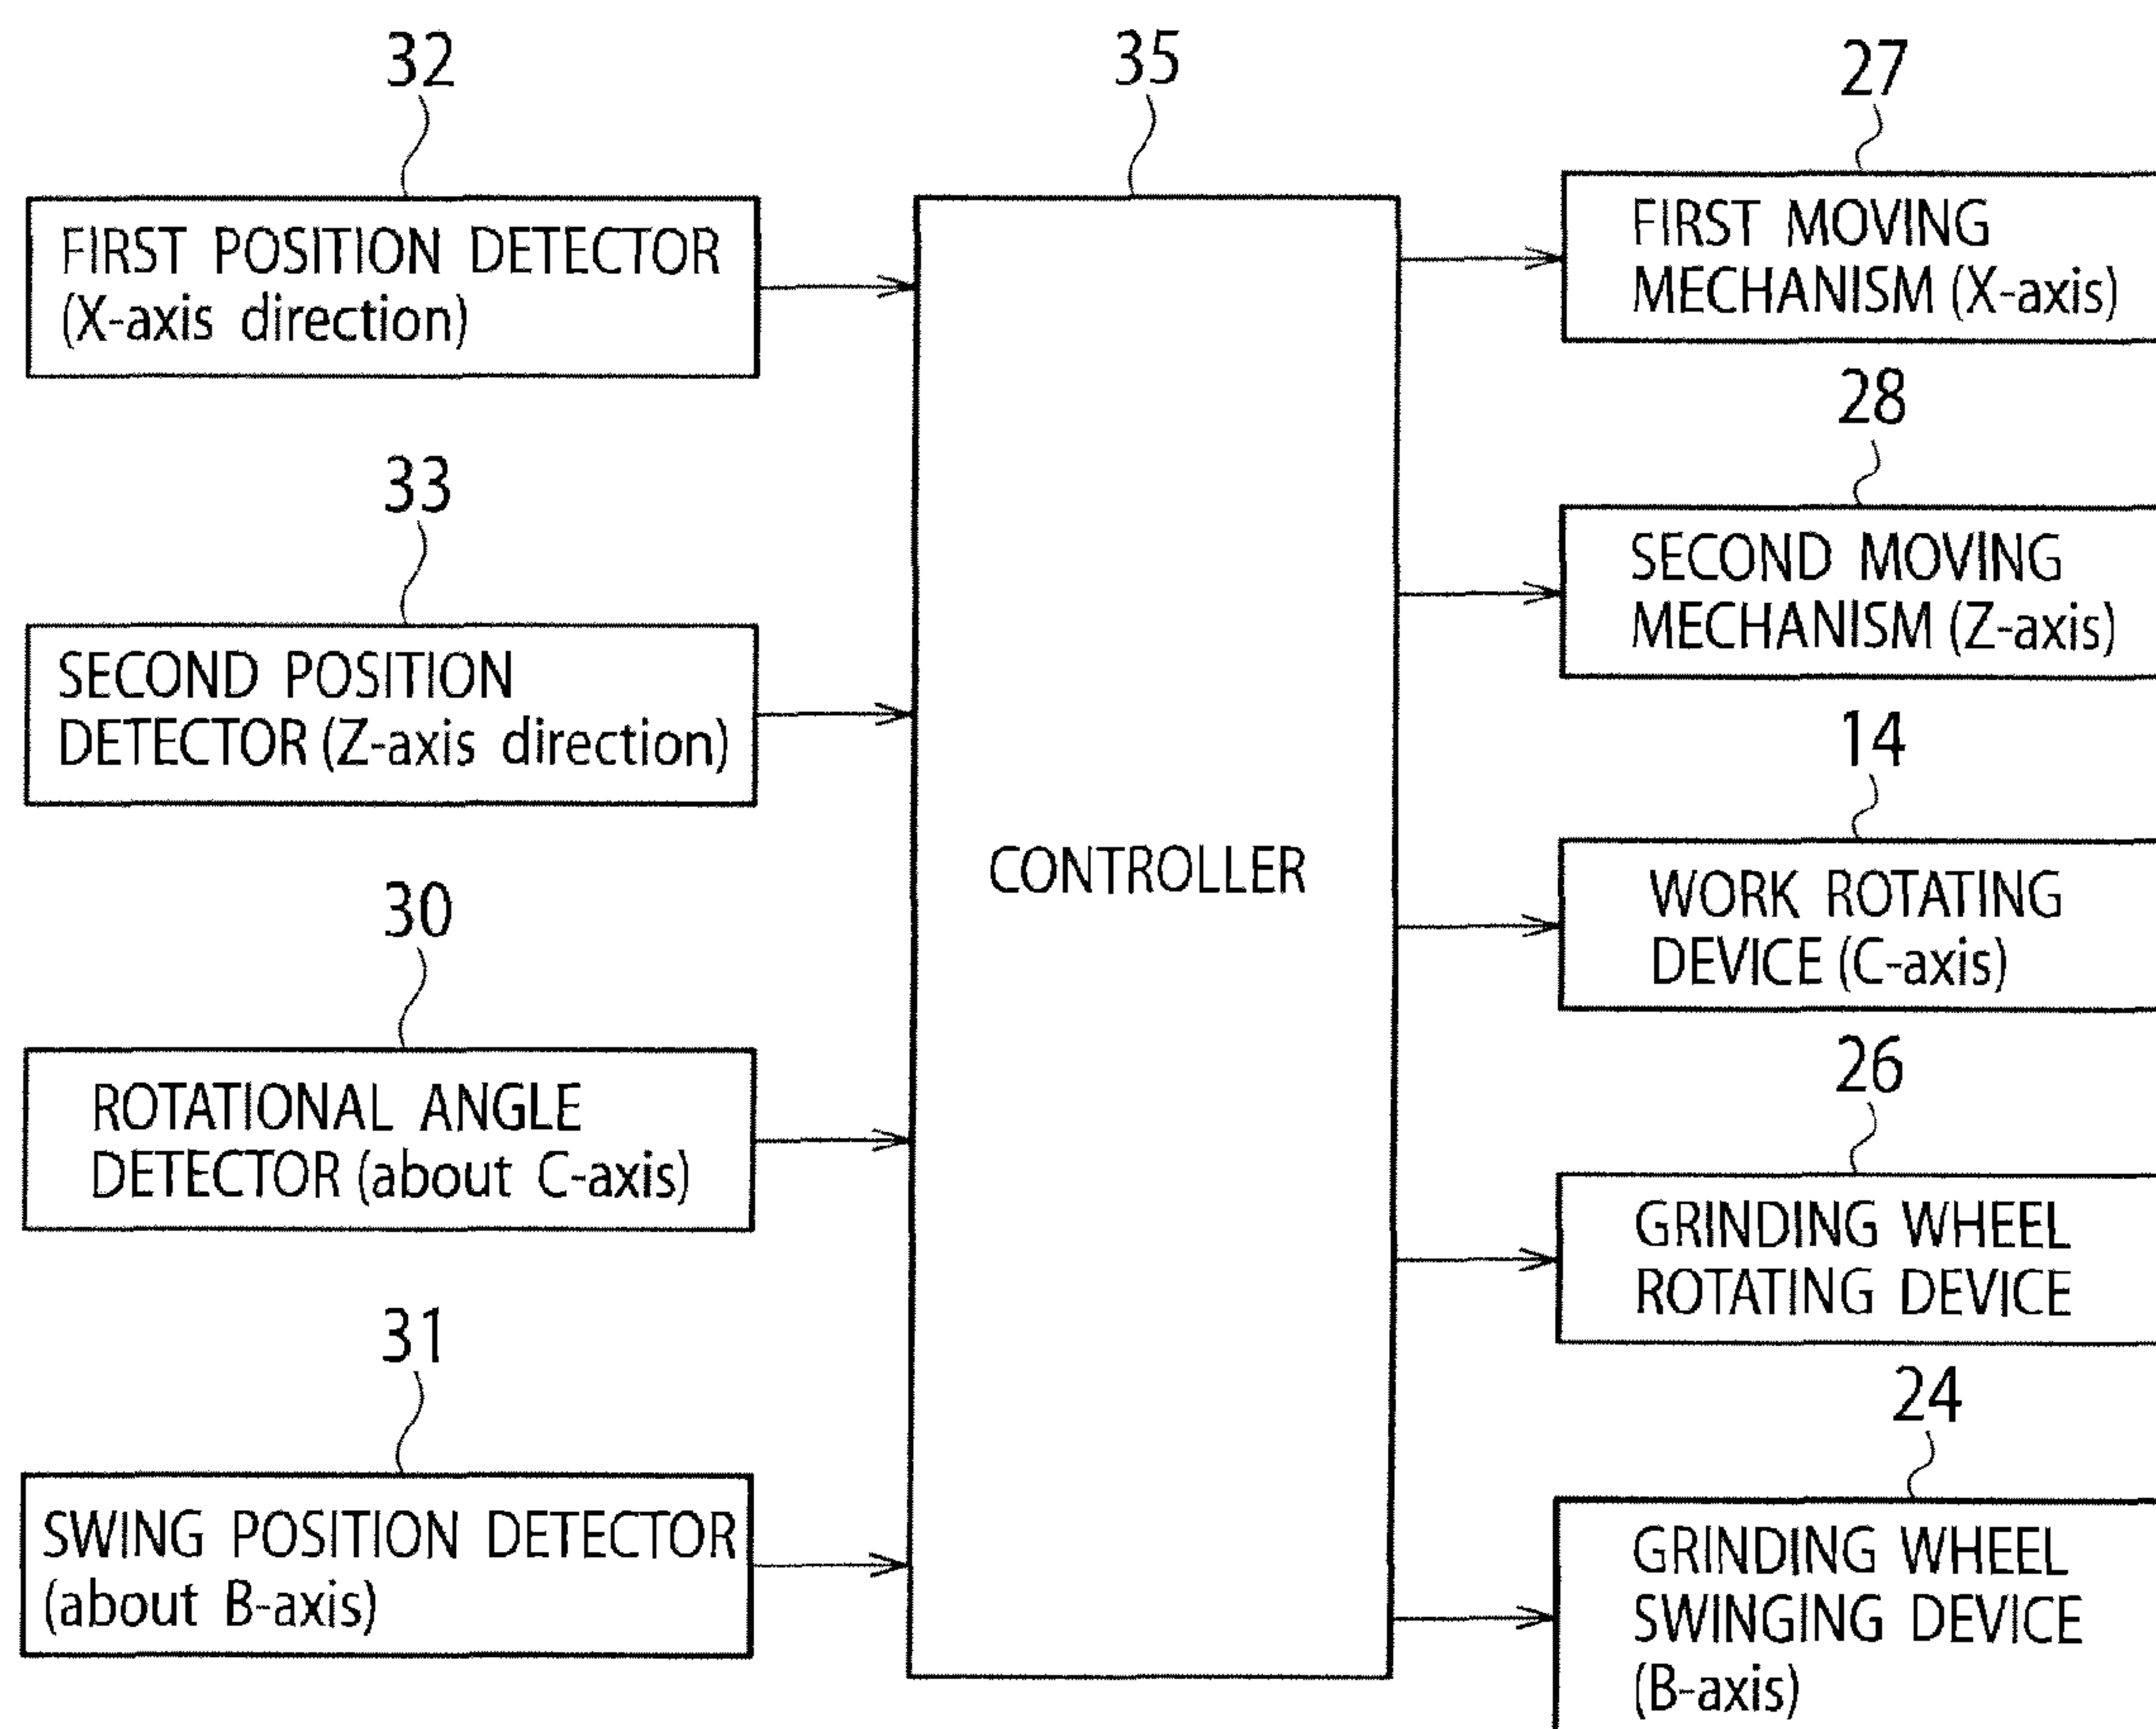 32
FIRST POSITION DETECTOR
(X-axis direction)
33
SECOND POSITION
DETECTOR (Z-axis direction)
30
ROTATIONAL ANGLE
DETECTOR (about C-axis)
31
SWING POSITION DETECTOR
(about B-axis)
35
CONTROLLER
27
FIRST MOVING
MECHANISM (X-axis)
28
SECOND MOVING
MECHANISM (Z-axis)
14
WORK ROTATING
DEVICE (C-axis)
26
GRINDING WHEEL
ROTATING DEVICE
24
GRINDING WHEEL
SWINGING DEVICE
(B-axis)